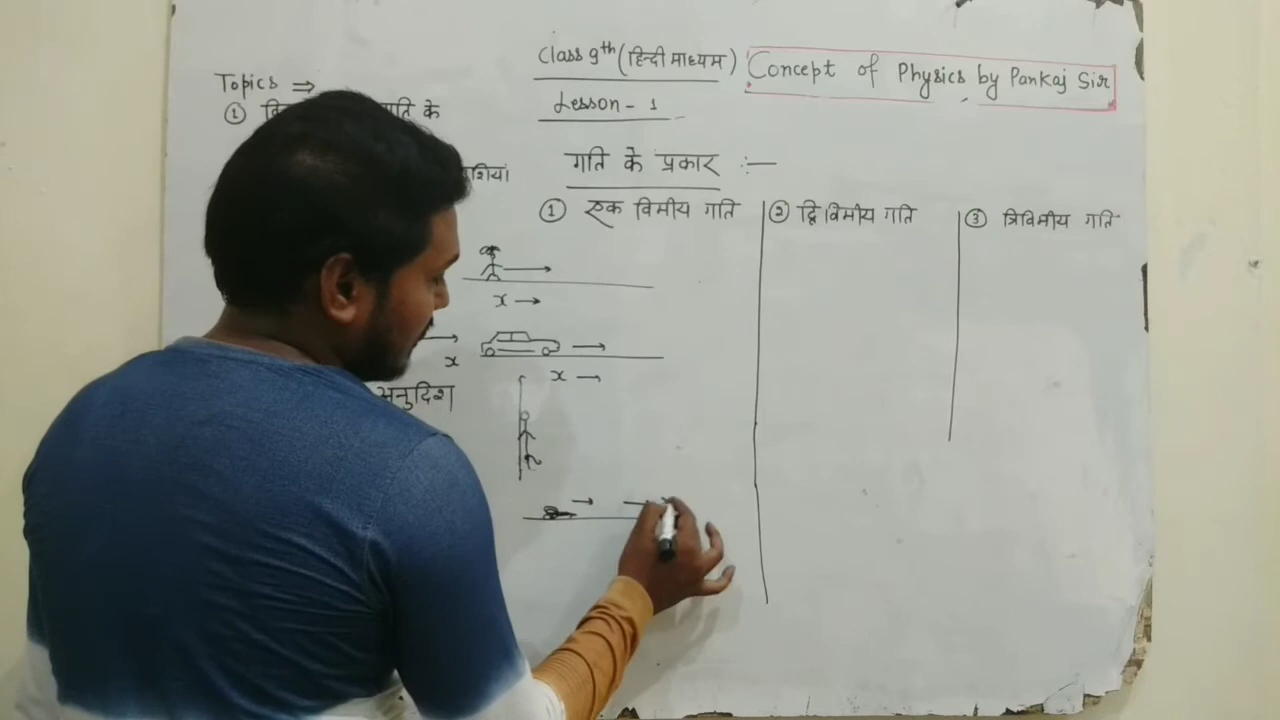 Class 9th (हिन्दी माध्यम)
Concept of Physics by Pankaj Sir
Lesson - 1
Topics ⇒
① गति के
गति के प्रकार :—
① एक विमीय गति
② द्विविमीय गति
③ त्रिविमीय गति
x →
x
x →
अनुदिश